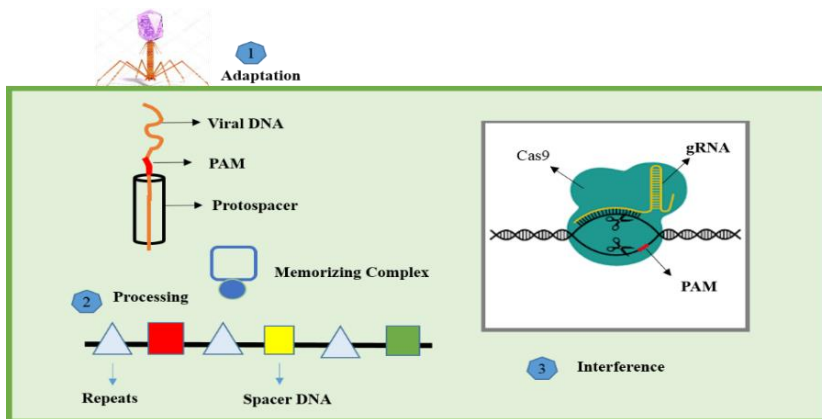 1
Adaptation
Viral DNA
PAM
Protospacer
Memorizing Complex
2
Processing
Repeats
Spacer DNA
Cas9
gRNA
PAM
3
Interference